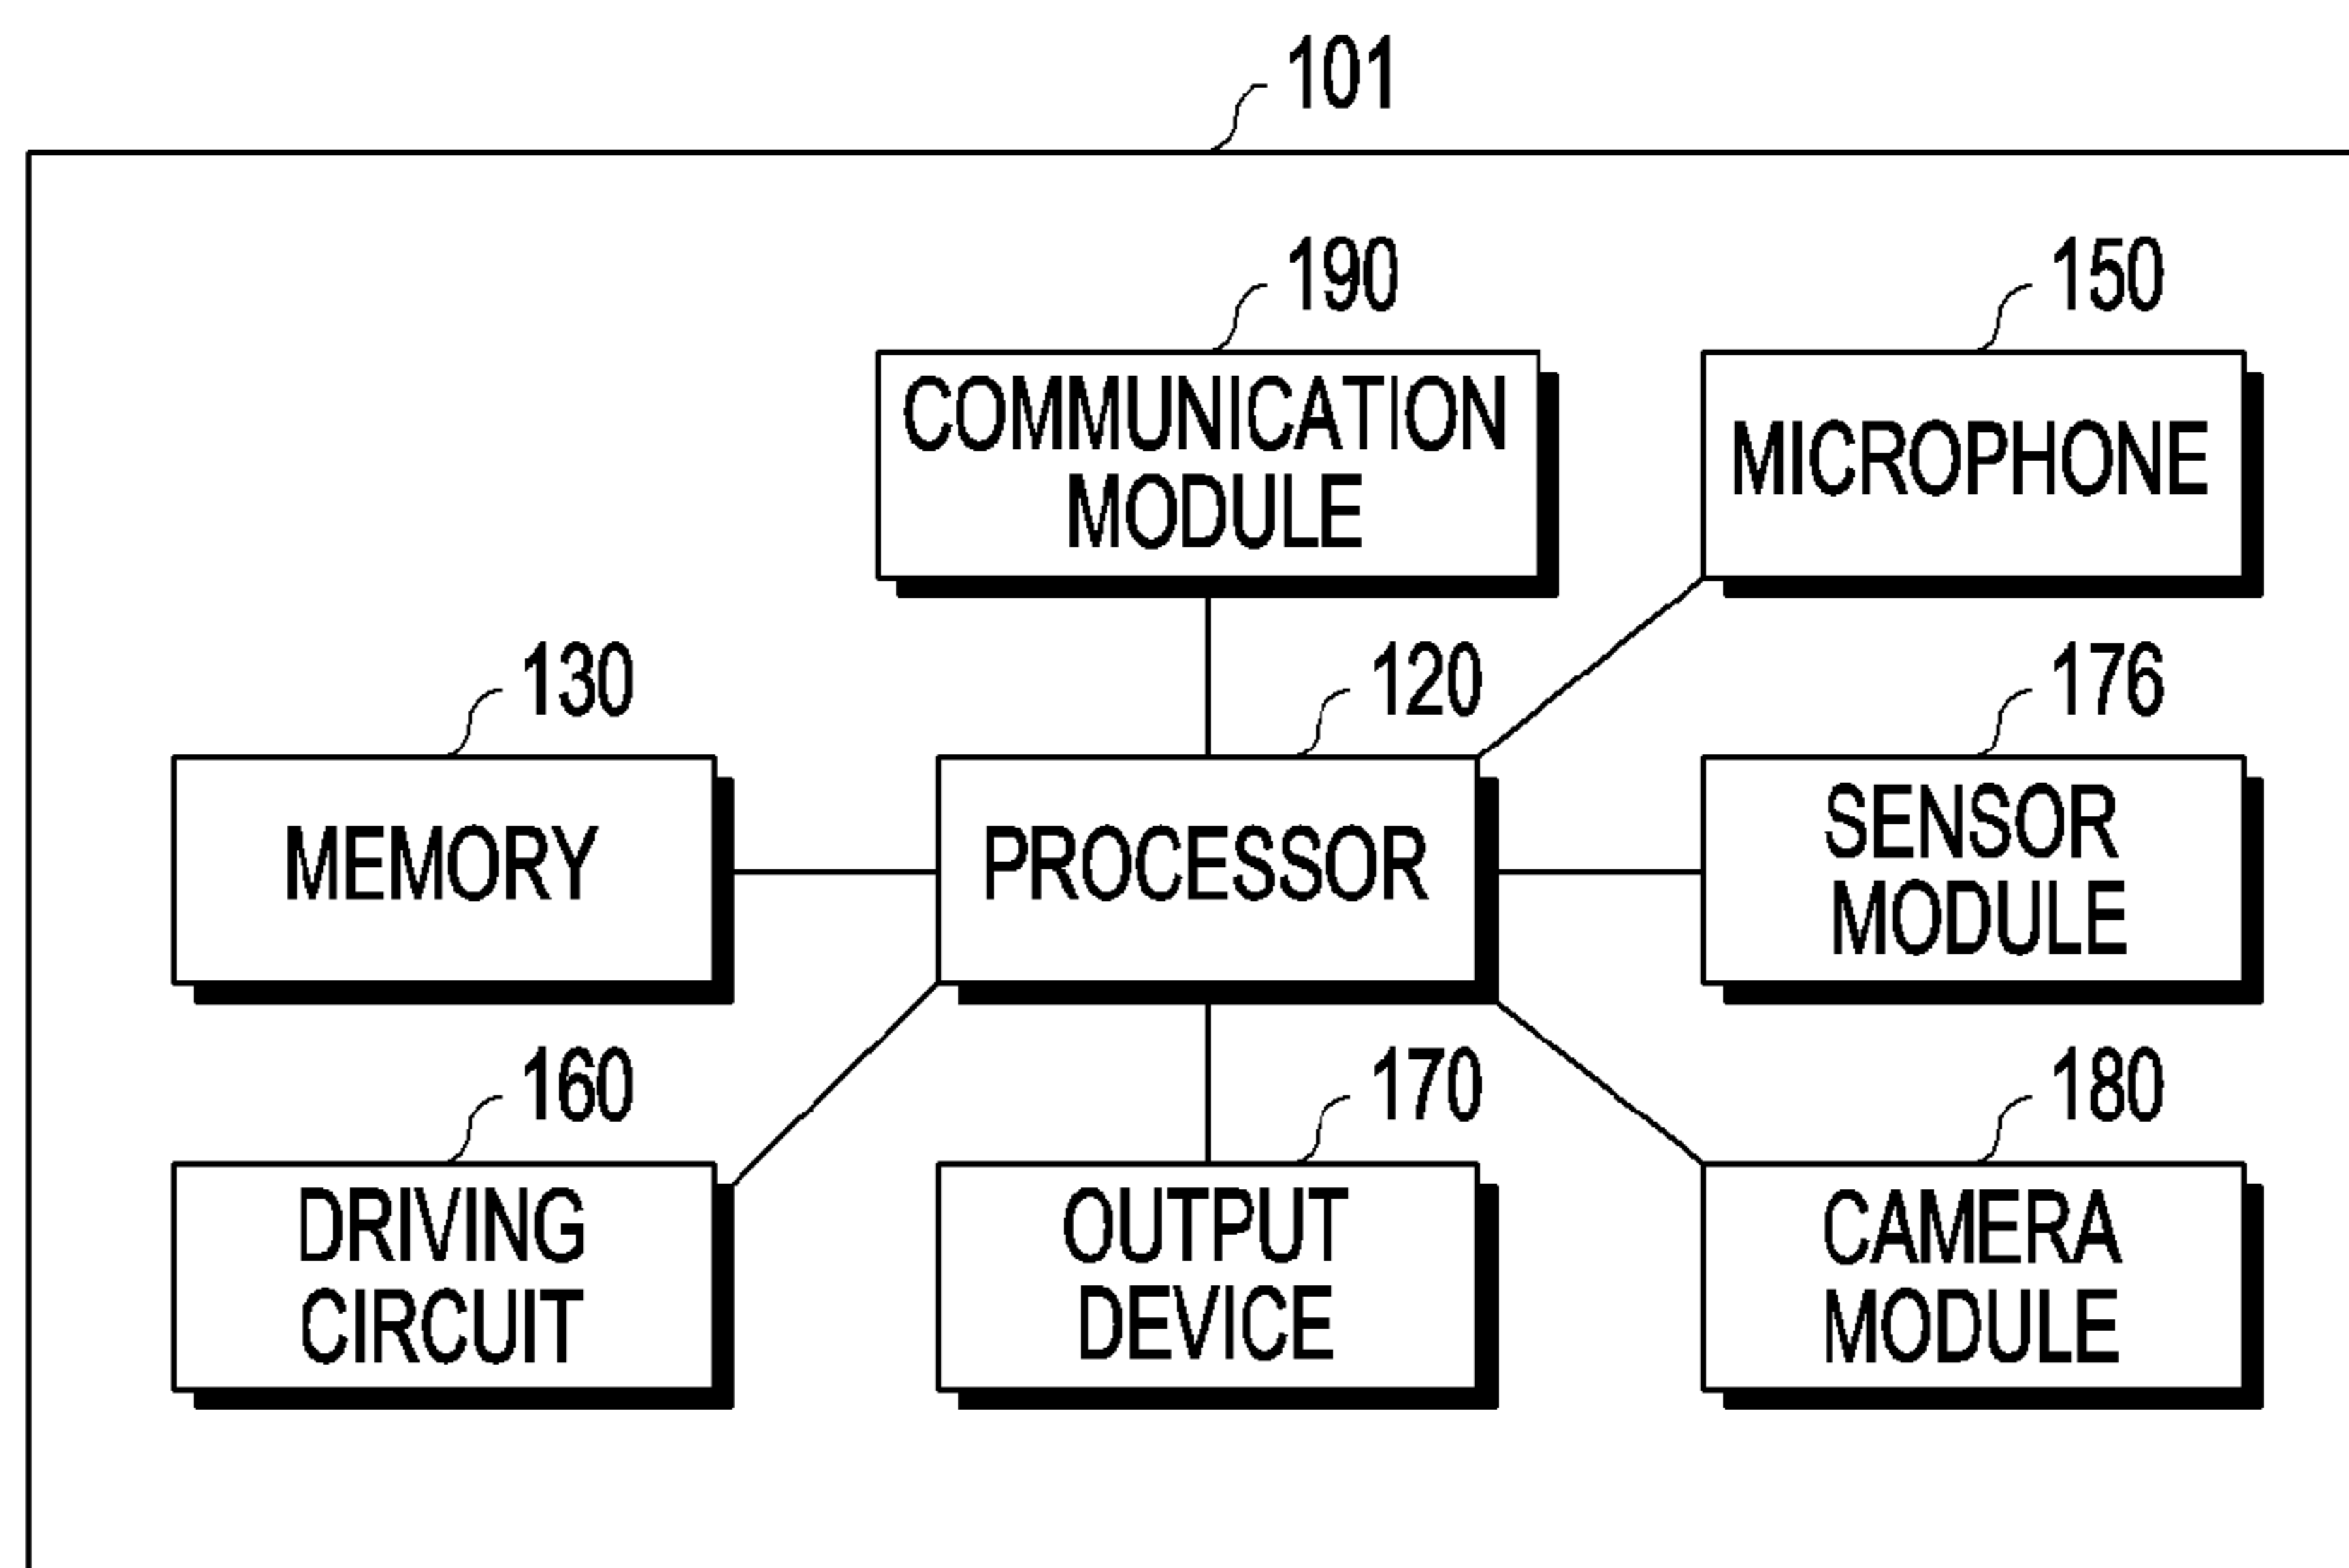 101
190
COMMUNICATION
MODULE
150
MICROPHONE
130
MEMORY
120
PROCESSOR
176
SENSOR
MODULE
160
DRIVING
CIRCUIT
170
OUTPUT
DEVICE
180
CAMERA
MODULE